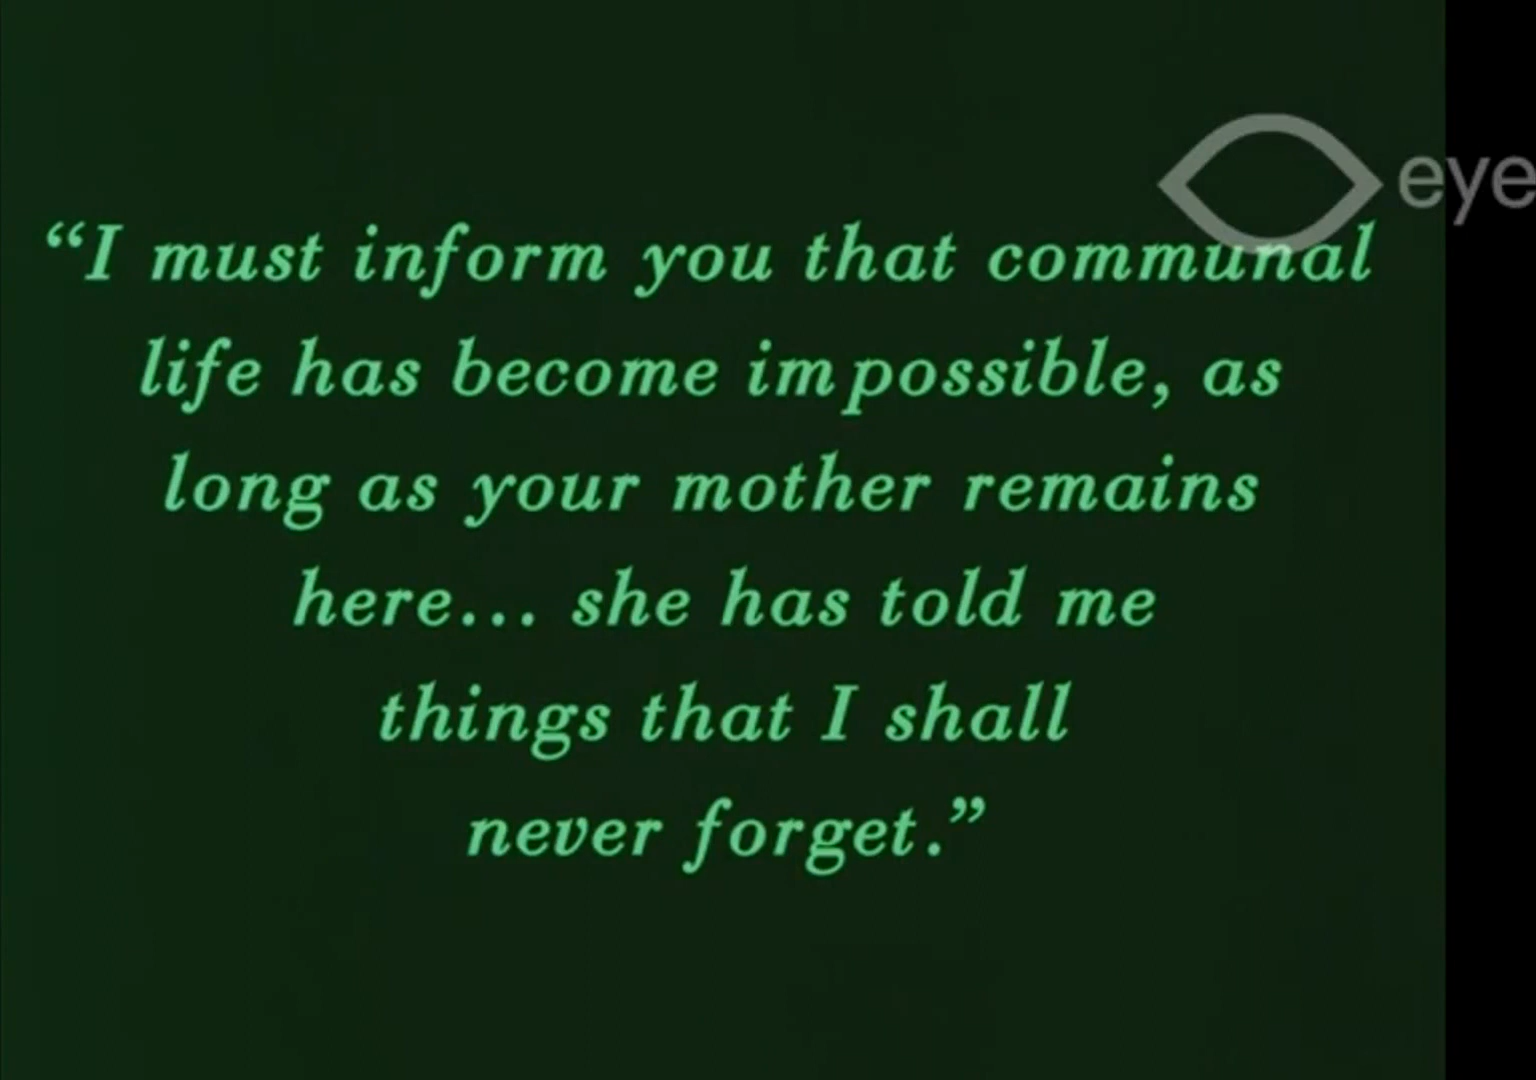 eye
“I must inform you that communal
life has become impossible, as
long as your mother remains
here... she has told me
things that I shall
never forget.”